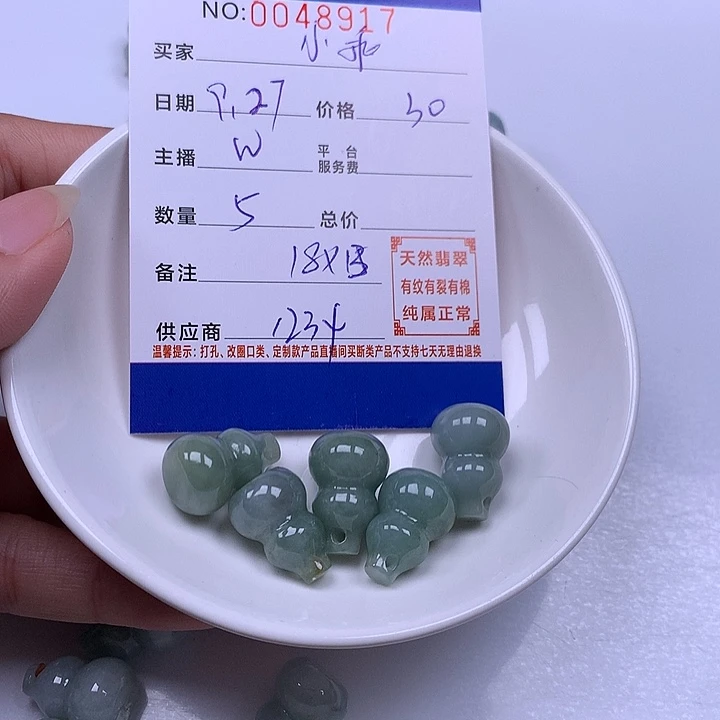 NO:0048917
买家 小乖
日期 9.27 价格 30
主播 W 平台服务费
数量 5 总价
备注 18X13
天然翡翠
有纹有裂有棉
纯属正常
供应商 1234
温馨提示：打孔、改圈口类、定制款产品直播间买断类产品不支持七天无理由退换